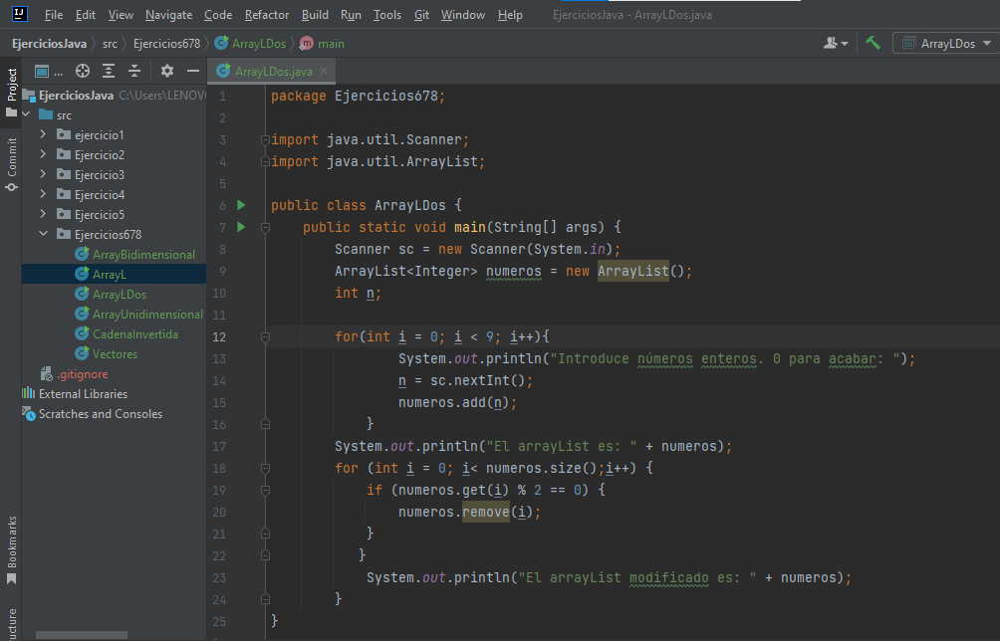 IJ File Edit View Navigate Code Refactor Build Run Tools Git Window Help EjerciciosJava - ArrayLDos.java
EjerciciosJava src Ejercicios678 ArrayLDos main ArrayLDos
Project ... ArrayLDos.java
EjerciciosJava C:\Users\LENOV
src
ejercicio1
Ejercicio2
Ejercicio3
Ejercicio4
Ejercicio5
Ejercicios678
ArrayBidimensional
ArrayL
ArrayLDos
ArrayUnidimensional
CadenaInvertida
Vectores
.gitignore
External Libraries
Scratches and Consoles
Commit
Bookmarks
ucture
1 package Ejercicios678;
2
3 import java.util.Scanner;
4 import java.util.ArrayList;
5
6 public class ArrayLDos {
7 public static void main(String[] args) {
8 Scanner sc = new Scanner(System.in);
9 ArrayList<Integer> numeros = new ArrayList();
10 int n;
11
12 for(int i = 0; i < 9; i++){
13 System.out.println("Introduce números enteros. 0 para acabar: ");
14 n = sc.nextInt();
15 numeros.add(n);
16 }
17 System.out.println("El arrayList es: " + numeros);
18 for (int i = 0; i< numeros.size();i++) {
19 if (numeros.get(i) % 2 == 0) {
20 numeros.remove(i);
21 }
22 }
23 System.out.println("El arrayList modificado es: " + numeros);
24 }
25 }